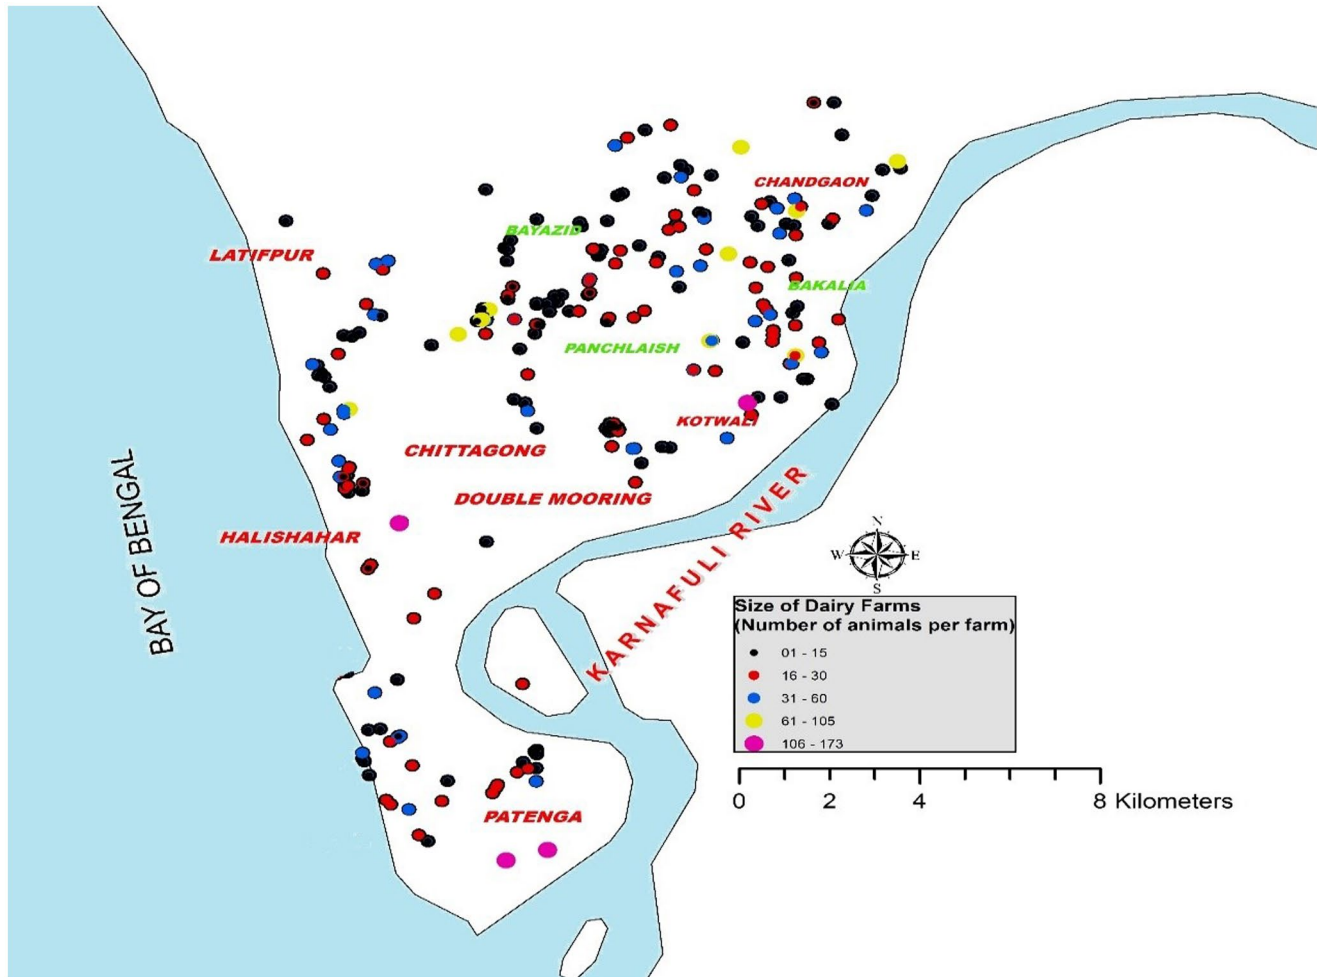 CHANDGAON
BAYAZID
LATIFPUR
BAKALIA
PANCHLAISH
KOTWALI
CHITTAGONG
DOUBLE MOORING
HALISHAHAR
BAY OF BENGAL
KARNAFULI RIVER
N
W E
S
Size of Dairy Farms
(Number of animals per farm)
01 - 15
16 - 30
31 - 60
61 - 105
106 - 173
0 2 4 8 Kilometers
PATENGA